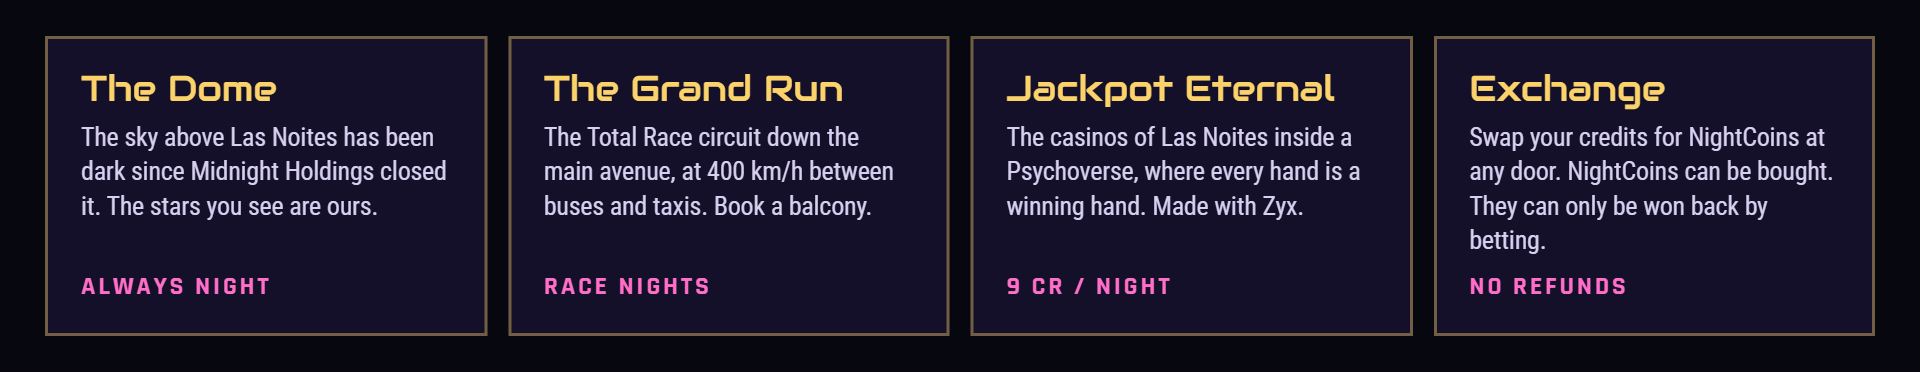 The Dome
The sky above Las Noites has been
dark since Midnight Holdings closed
it. The stars you see are ours.
ALWAYS NIGHT
The Grand Run
The Total Race circuit down the
main avenue, at 400 km/h between
buses and taxis. Book a balcony.
RACE NIGHTS
Jackpot Eternal
The casinos of Las Noites inside a
Psychoverse, where every hand is a
winning hand. Made with Zyx.
9 CR / NIGHT
Exchange
Swap your credits for NightCoins at
any door. NightCoins can be bought.
They can only be won back by
betting.
NO REFUNDS